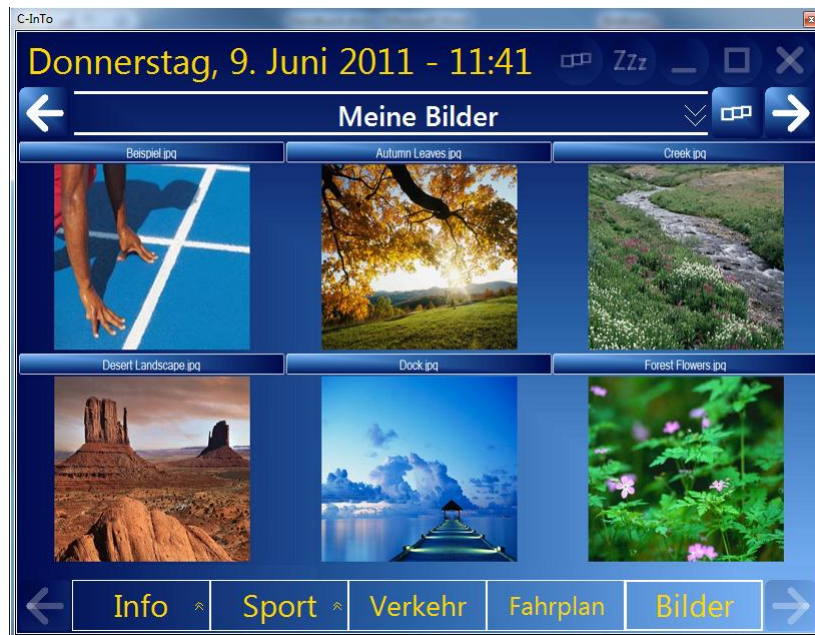 C-InTo
Donnerstag, 9. Juni 2011 - 11:41 Zzz
Meine Bilder
Beispiel.jpg Autumn Leaves.jpg Creek.jpg
Desert Landscape.jpg Dock.jpg Forest Flowers.jpg
Info Sport Verkehr Fahrplan Bilder